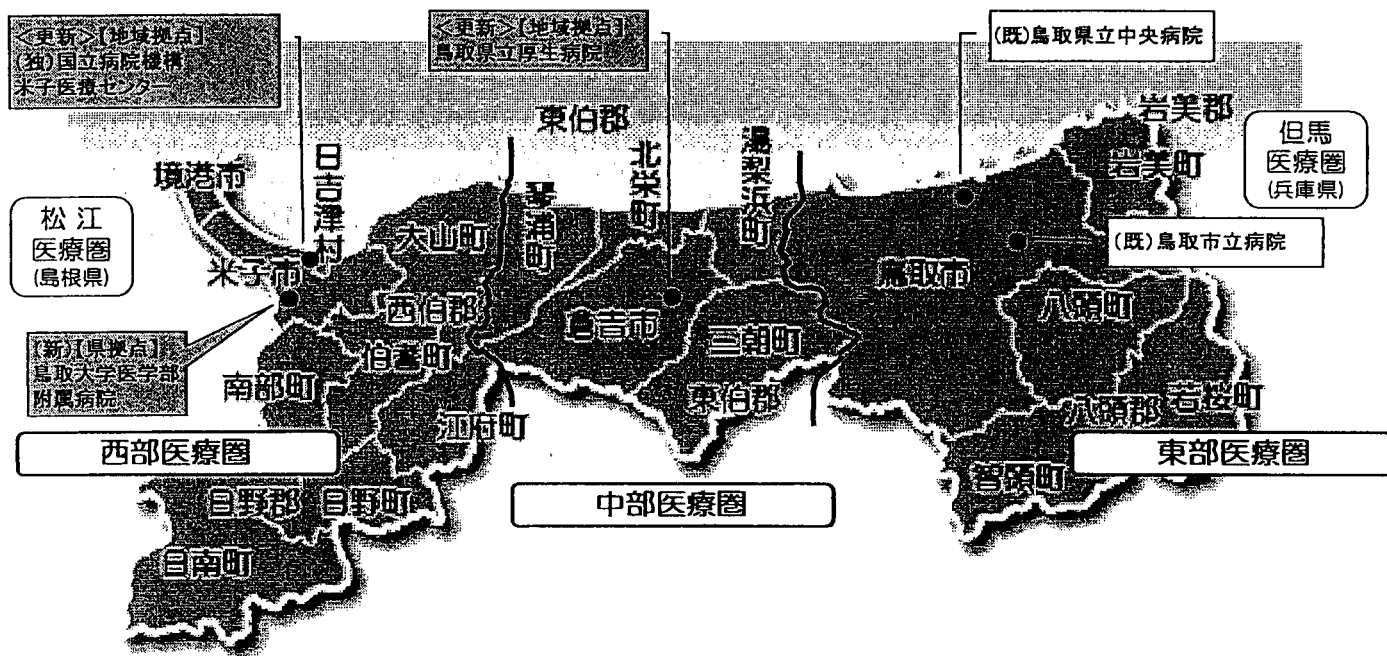 <更新>【地域拠点】
(独)国立病院機構
米子医療センター
<更新>【地域拠点】
鳥取県立厚生病院
(既)鳥取県立中央病院
東伯郡
岩美郡
岩美町
但馬
医療圏
(兵庫県)
境港市
日吉津村
琴浦町
北栄町
湯梨浜町
松江
医療圏
(島根県)
大山町
(既)鳥取市立病院
米子市
鳥取市
西伯郡
倉吉市
八頭町
(新)【県拠点】
鳥取大学医学部
附属病院
伯耆町
三朝町
南部町
東伯郡
八頭郡
若桜町
江府町
西部医療圏
東部医療圏
智頭町
中部医療圏
日野郡
日野町
日南町